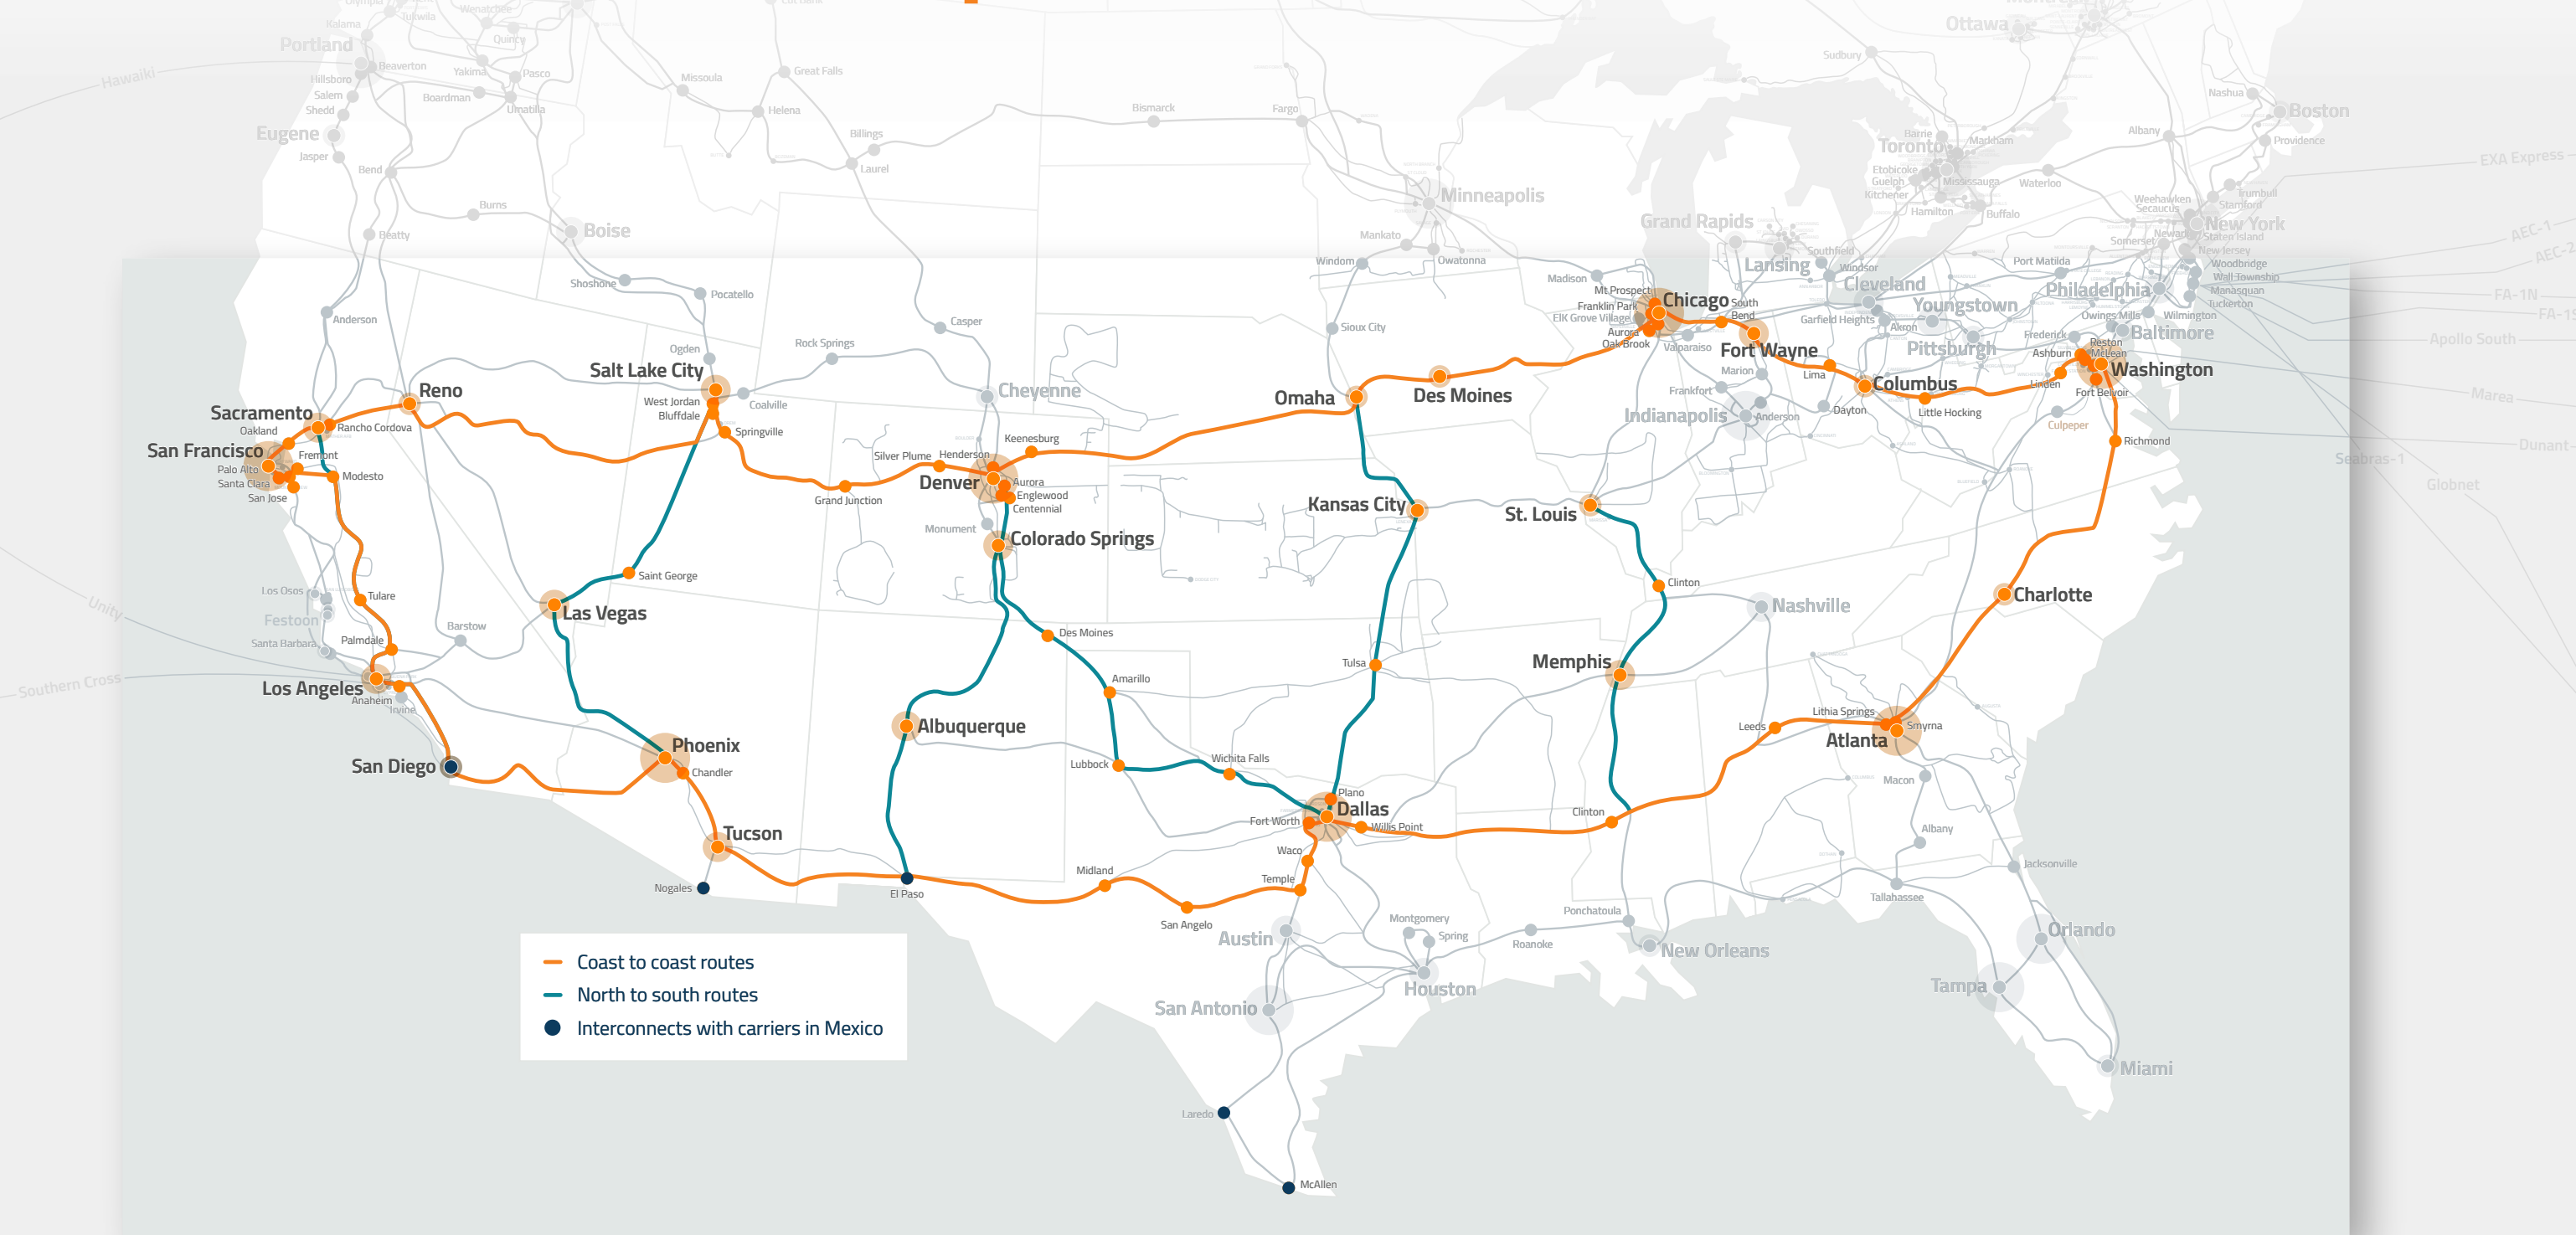 Olympia
Tukwila
Wenatchee
Cut Bank
Kalama
Quincy
Portland
Beaverton
Hillsboro
Yakima
Pasco
Hawaiki
Salem
Boardman
Umatilla
Shedd
Eugene
Jasper
Bend
Burns
Boise
Beatty
Missoula
Great Falls
Helena
Billings
Laurel
Bismarck
Fargo
Minneapolis
Mankato
Owatonna
Windom
Sudbury
Ottawa
Barrie
Markham
Toronto
Etobicoke
Guelph
Mississauga
Kitchener
Hamilton
Buffalo
Waterloo
Albany
Nashua
Boston
Providence
Trumbull
Stamford
Weehawken
Secaucus
New York
Newark
Staten Island
Somerset
New Jersey
EXA Express
AEC-1
AEC-2
Woodbridge
Wall Township
Manasquan
Tuckerton
FA-1N
FA-1S
Apollo South
Marea
Dunant
Seabras-1
Globnet
Grand Rapids
Lansing
Southfield
Windsor
Cleveland
Youngstown
Port Matilda
Philadelphia
Garfield Heights
Akron
Pittsburgh
Owings Mills
Wilmington
Frederick
Baltimore
Reston
Ashburn
McLean
Washington
Linden
Fort Belvoir
Culpeper
Richmond
Madison
Mt Prospect
Chicago
Franklin Park
Elk Grove Village
Aurora
Oak Brook
South
Bend
Valparaiso
Fort Wayne
Marion
Lima
Columbus
Frankfort
Indianapolis
Anderson
Dayton
Little Hocking
Shoshone
Pocatello
Anderson
Casper
Rock Springs
Sioux City
Ogden
Salt Lake City
Cheyenne
Omaha
Des Moines
Reno
West Jordan
Coalville
Bluffdale
Springville
Sacramento
Oakland
Rancho Cordova
San Francisco
Fremont
Palo Alto
Santa Clara
San Jose
Modesto
Keenesburg
Silver Plume
Henderson
Denver
Aurora
Englewood
Centennial
Grand Junction
Monument
Colorado Springs
Kansas City
St. Louis
Saint George
Las Vegas
Clinton
Nashville
Charlotte
Los Osos
Tulare
Festoon
Santa Barbara
Palmdale
Barstow
Unity
Southern Cross
Los Angeles
Anaheim
Irvine
San Diego
Des Moines
Amarillo
Tulsa
Memphis
Albuquerque
Phoenix
Chandler
Lubbock
Wichita Falls
Leeds
Lithia Springs
Smyrna
Atlanta
Plano
Dallas
Fort Worth
Willis Point
Clinton
Macon
Tucson
Nogales
El Paso
Midland
San Angelo
Waco
Temple
Albany
Jacksonville
Tallahassee
Montgomery
Spring
Roanoke
Ponchatoula
New Orleans
Austin
Houston
San Antonio
Orlando
Tampa
Miami
Laredo
McAllen
Coast to coast routes
North to south routes
Interconnects with carriers in Mexico